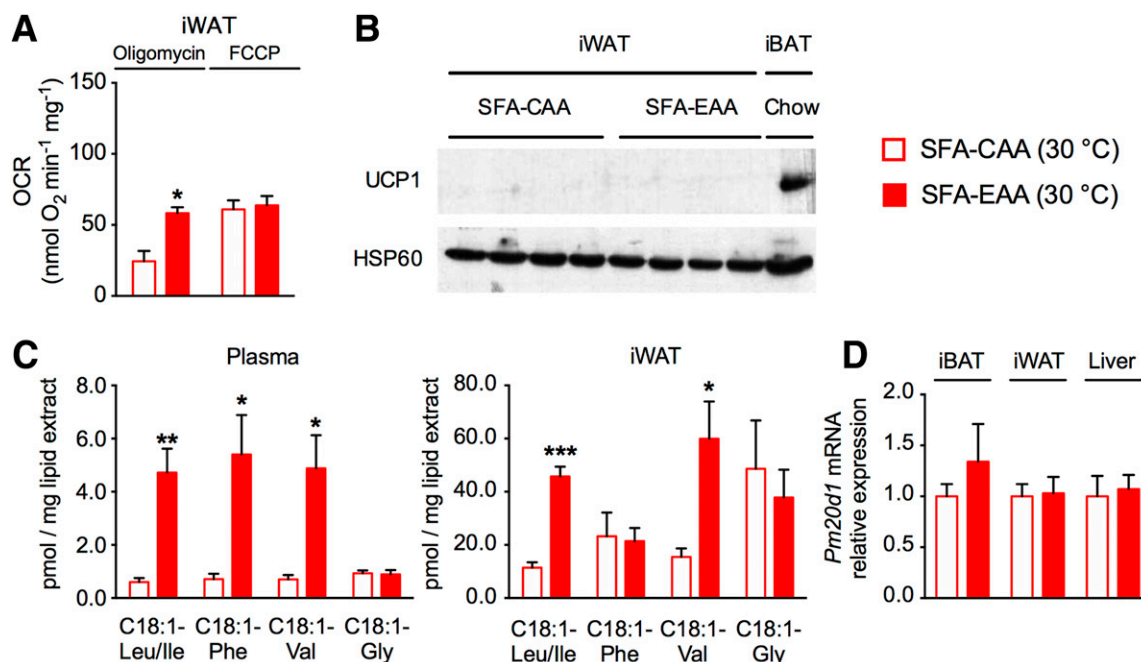 A
iWAT
Oligomycin FCCP
OCR
(nmol O₂ min⁻¹ mg⁻¹)
150
100
50
0
*
B
iWAT iBAT
SFA-CAA SFA-EAA Chow
UCP1
HSP60
SFA-CAA (30 °C)
SFA-EAA (30 °C)
C
Plasma
pmol / mg lipid extract
8.0
6.0
4.0
2.0
0.0
** * *
C18:1- C18:1- C18:1- C18:1-
Leu/Ile Phe Val Gly
iWAT
pmol / mg lipid extract
80.0
60.0
40.0
20.0
0.0
*** *
C18:1- C18:1- C18:1- C18:1-
Leu/Ile Phe Val Gly
D
iBAT iWAT Liver
Pm20d1 mRNA
relative expression
2.0
1.5
1.0
0.5
0.0